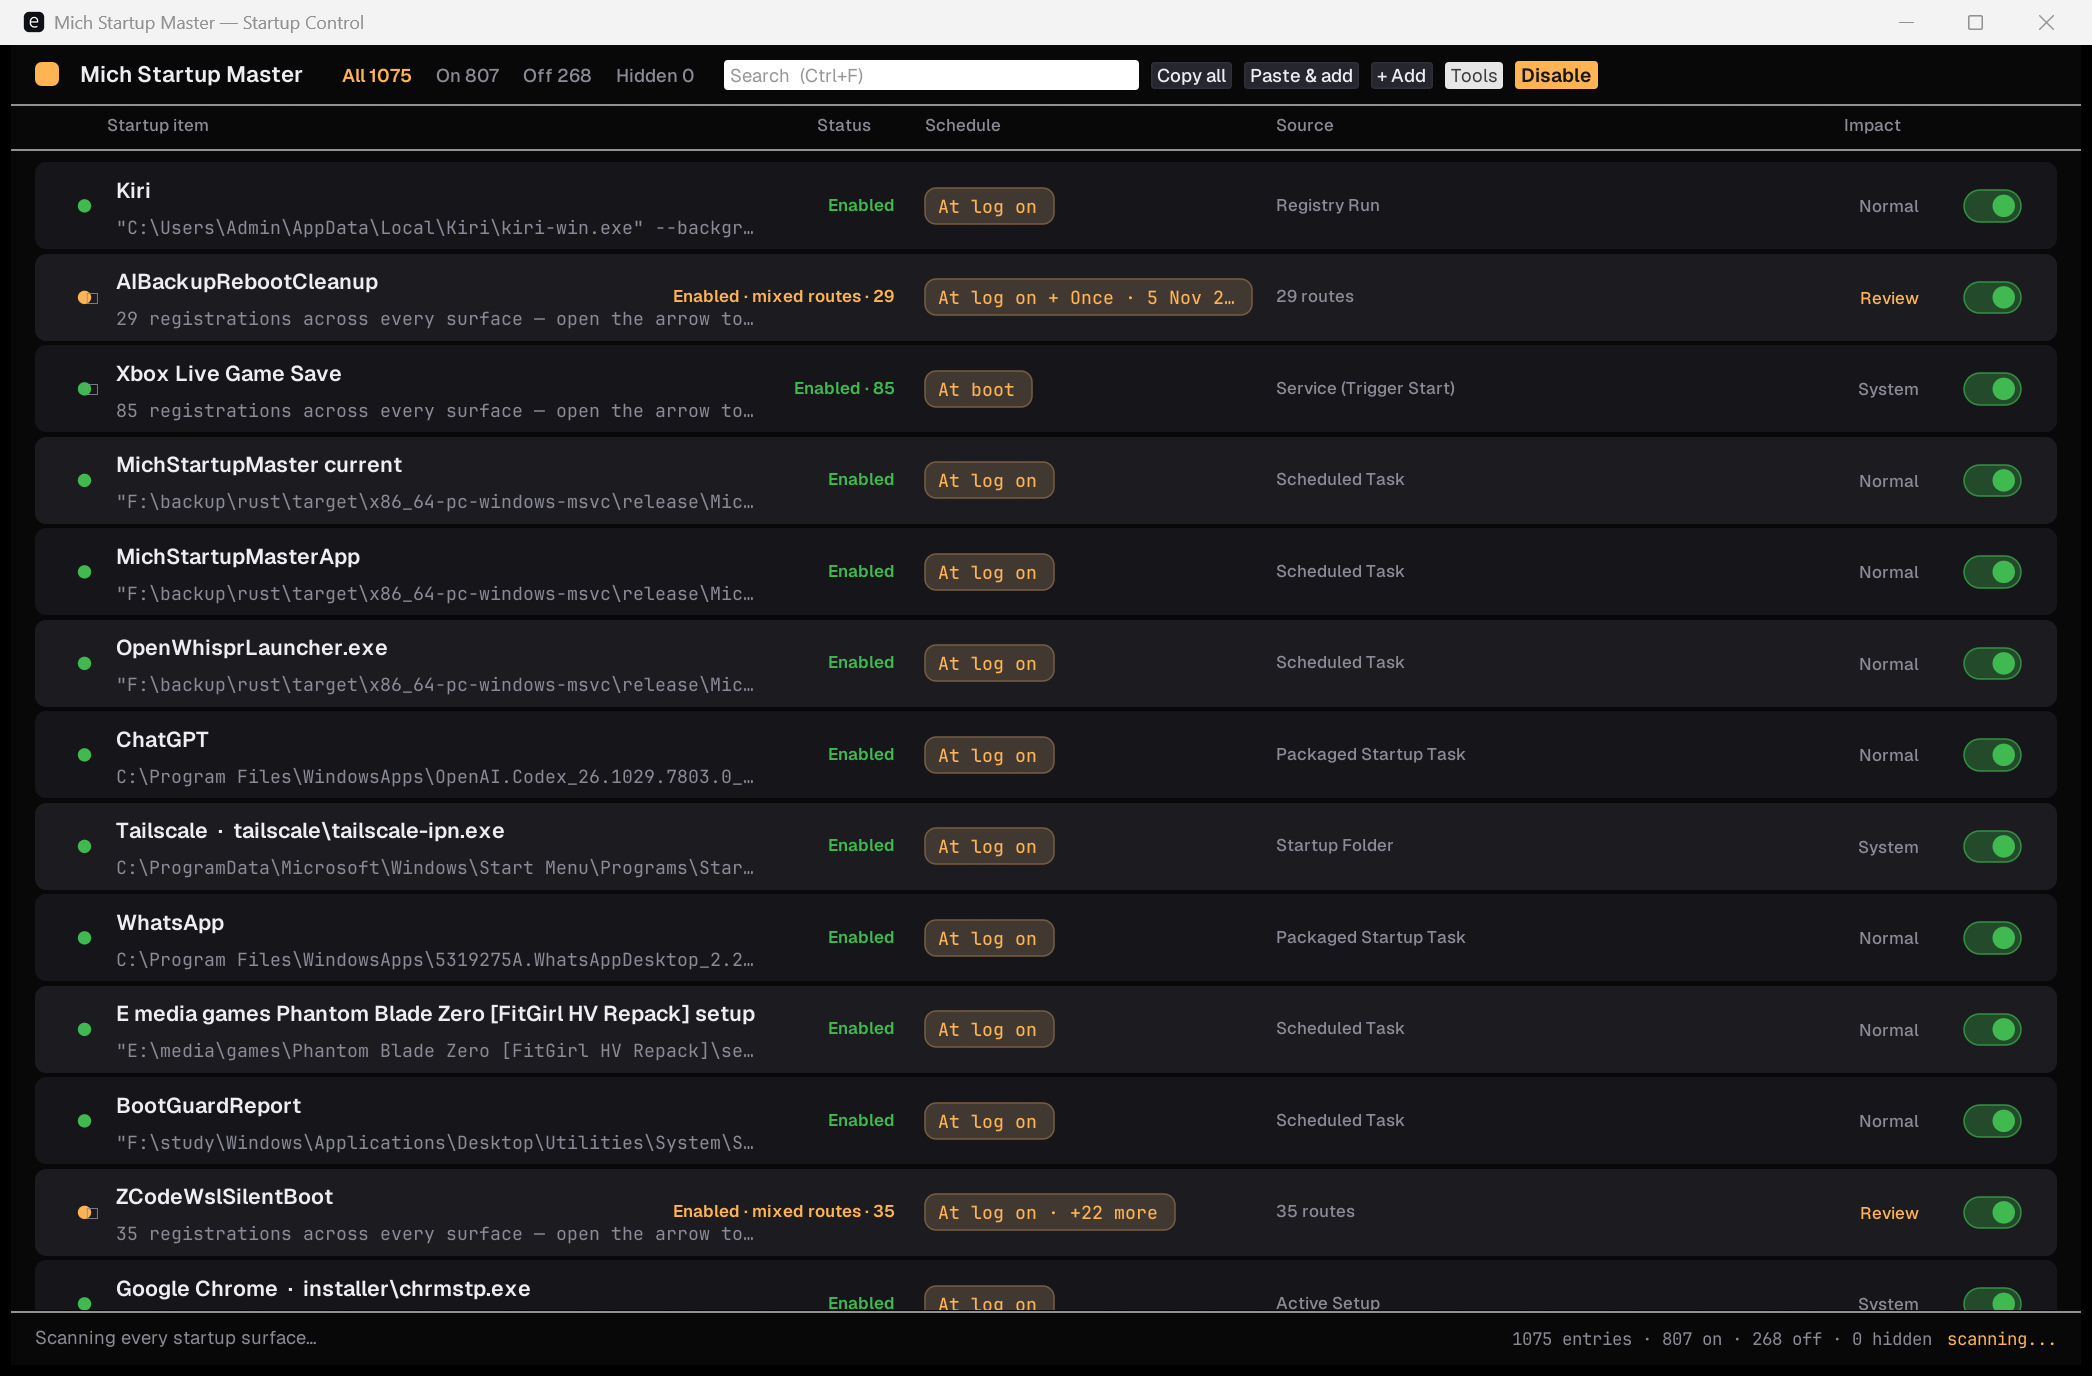 e Mich Startup Master — Startup Control
Mich Startup Master All 1075 On 807 Off 268 Hidden 0 Search (Ctrl+F) Copy all Paste & add + Add Tools Disable
Startup item Status Schedule Source Impact
Kiri
Enabled At log on Registry Run Normal
"C:\Users\Admin\AppData\Local\Kiri\kiri-win.exe" --backgr…
AIBackupRebootCleanup
Enabled · mixed routes · 29 At log on + Once · 5 Nov 2… 29 routes Review
29 registrations across every surface — open the arrow to…
Xbox Live Game Save
Enabled · 85 At boot Service (Trigger Start) System
85 registrations across every surface — open the arrow to…
MichStartupMaster current
Enabled At log on Scheduled Task Normal
"F:\backup\rust\target\x86_64-pc-windows-msvc\release\Mic…
MichStartupMasterApp
Enabled At log on Scheduled Task Normal
"F:\backup\rust\target\x86_64-pc-windows-msvc\release\Mic…
OpenWhisprLauncher.exe
Enabled At log on Scheduled Task Normal
"F:\backup\rust\target\x86_64-pc-windows-msvc\release\Mic…
ChatGPT
Enabled At log on Packaged Startup Task Normal
C:\Program Files\WindowsApps\OpenAI.Codex_26.1029.7803.0_…
Tailscale · tailscale\tailscale-ipn.exe
Enabled At log on Startup Folder System
C:\ProgramData\Microsoft\Windows\Start Menu\Programs\Star…
WhatsApp
Enabled At log on Packaged Startup Task Normal
C:\Program Files\WindowsApps\5319275A.WhatsAppDesktop_2.2…
E media games Phantom Blade Zero [FitGirl HV Repack] setup
Enabled At log on Scheduled Task Normal
"E:\media\games\Phantom Blade Zero [FitGirl HV Repack]\se…
BootGuardReport
Enabled At log on Scheduled Task Normal
"F:\study\Windows\Applications\Desktop\Utilities\System\S…
ZCodeWslSilentBoot
Enabled · mixed routes · 35 At log on · +22 more 35 routes Review
35 registrations across every surface — open the arrow to…
Google Chrome · installer\chrmstp.exe
Enabled At log on Active Setup System
Scanning every startup surface… 1075 entries · 807 on · 268 off · 0 hidden scanning...